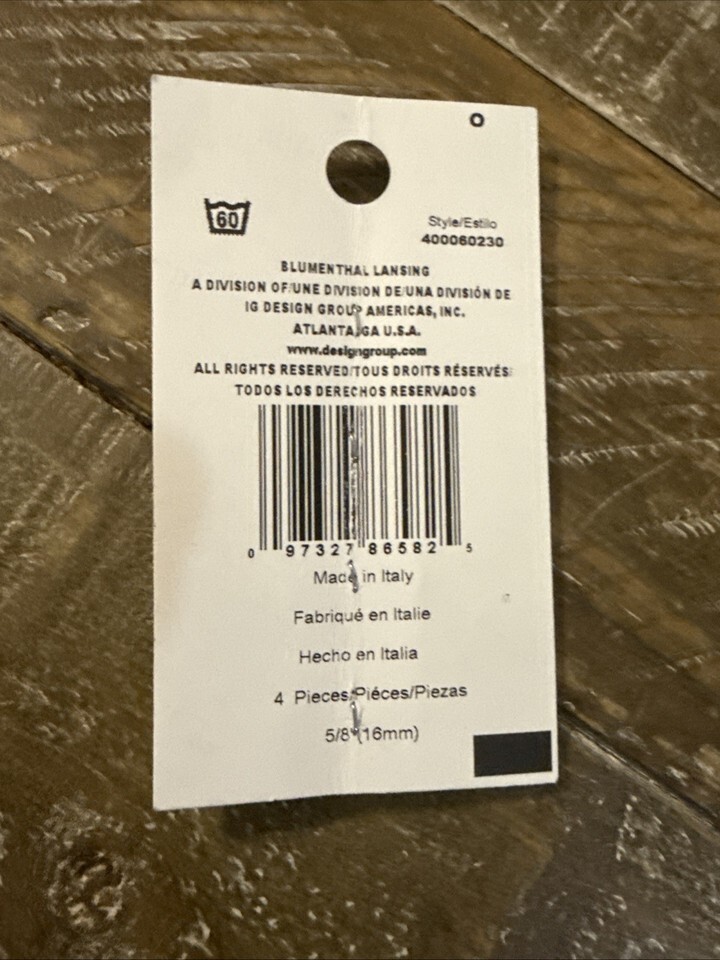 O
60
Style/Estilo
400060230
BLUMENTHAL LANSING
A DIVISION OF/UNE DIVISION DE/UNA DIVISIÓN DE
IG DESIGN GROUP AMERICAS, INC.
ATLANTA, GA U.S.A.
www.designgroup.com
ALL RIGHTS RESERVED/TOUS DROITS RÉSERVÉS
TODOS LOS DERECHOS RESERVADOS
0 97327 86582 5
Made in Italy
Fabriqué en Italie
Hecho en Italia
4 Pieces/Piéces/Piezas
5/8" (16mm)